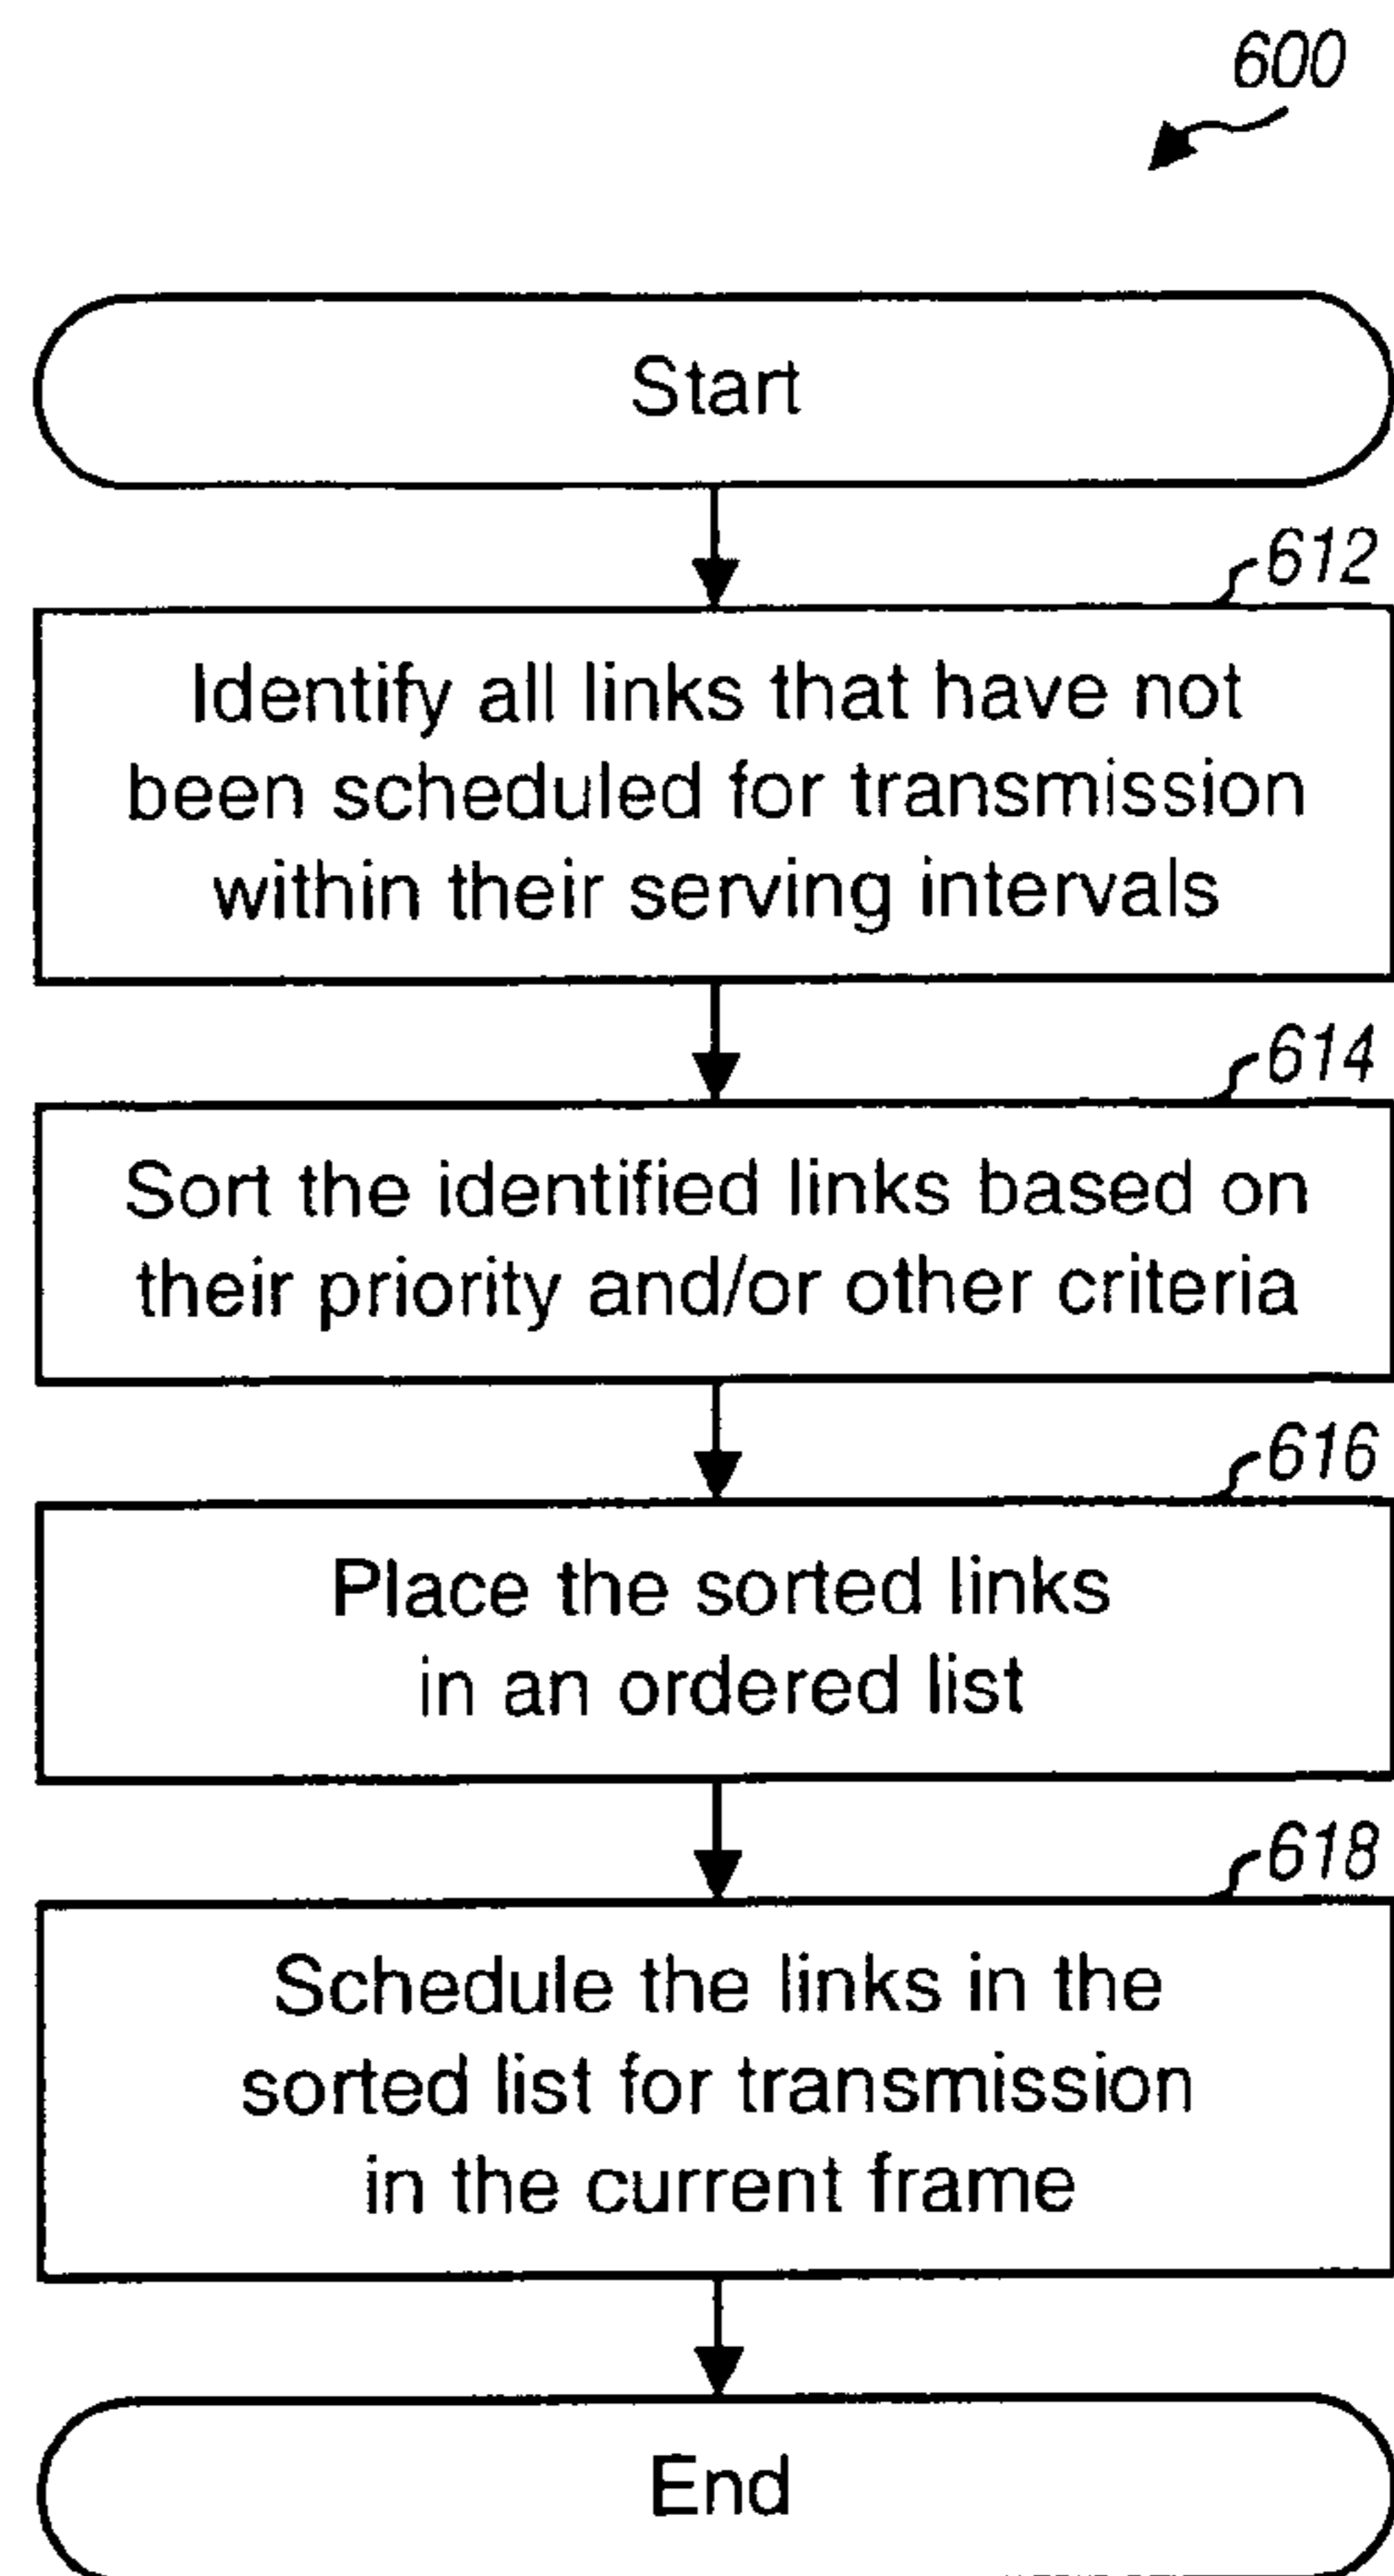 600
Start
612
Identify all links that have not
been scheduled for transmission
within their serving intervals
614
Sort the identified links based on
their priority and/or other criteria
616
Place the sorted links
in an ordered list
618
Schedule the links in the
sorted list for transmission
in the current frame
End